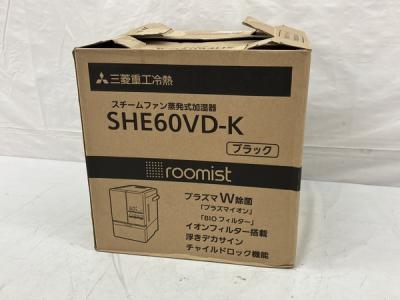 三菱重工冷熱
スチームファン蒸発式加湿器
SHE60VD-K
ブラック
roomist
プラズマW除菌
「プラズマイオン」
「BIOフィルター」
イオンフィルター搭載
浮きデカサイン
チャイルドロック機能